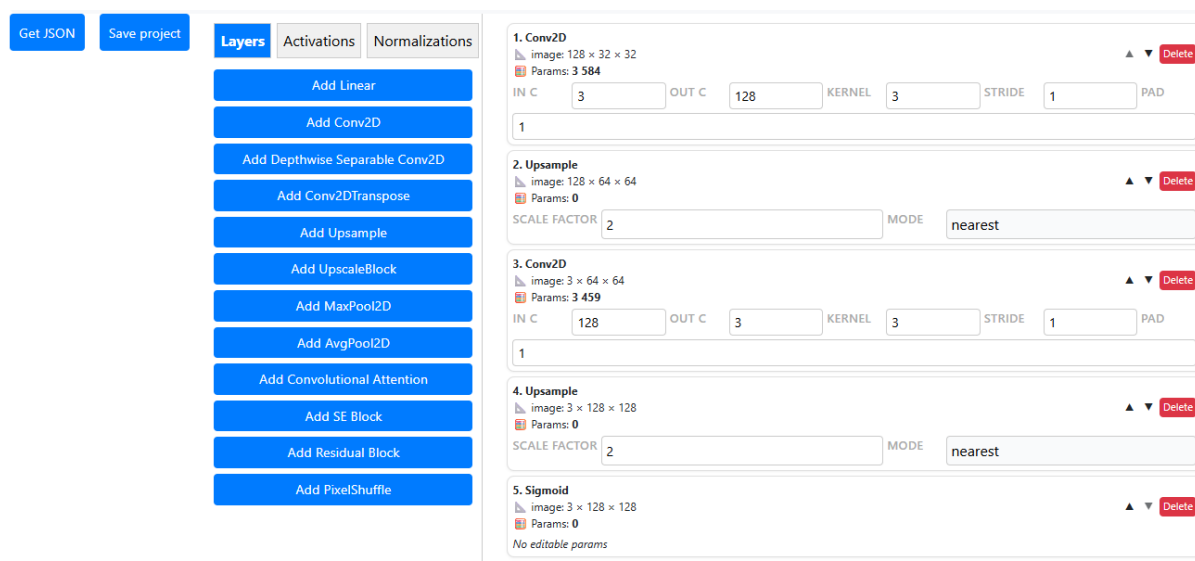 Get JSON
Save project
Layers
Activations
Normalizations
Add Linear
Add Conv2D
Add Depthwise Separable Conv2D
Add Conv2DTranspose
Add Upsample
Add UpscaleBlock
Add MaxPool2D
Add AvgPool2D
Add Convolutional Attention
Add SE Block
Add Residual Block
Add PixelShuffle
1. Conv2D
image: 128 × 32 × 32
▲ ▼ Delete
Params: 3 584
IN C 3 OUT C 128 KERNEL 3 STRIDE 1 PAD
1
2. Upsample
image: 128 × 64 × 64
▲ ▼ Delete
Params: 0
SCALE FACTOR 2 MODE nearest
3. Conv2D
image: 3 × 64 × 64
▲ ▼ Delete
Params: 3 459
IN C 128 OUT C 3 KERNEL 3 STRIDE 1 PAD
1
4. Upsample
image: 3 × 128 × 128
▲ ▼ Delete
Params: 0
SCALE FACTOR 2 MODE nearest
5. Sigmoid
image: 3 × 128 × 128
▲ ▼ Delete
Params: 0
No editable params